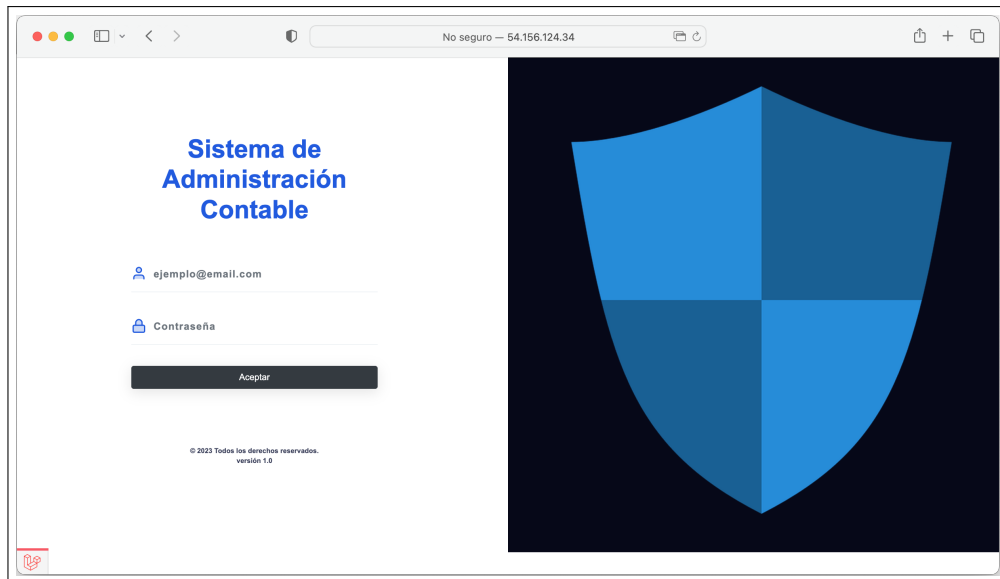 No seguro — 54.156.124.34
Sistema de
Administración
Contable
ejemplo@email.com
Contraseña
Aceptar
© 2023 Todos los derechos reservados.
versión 1.0